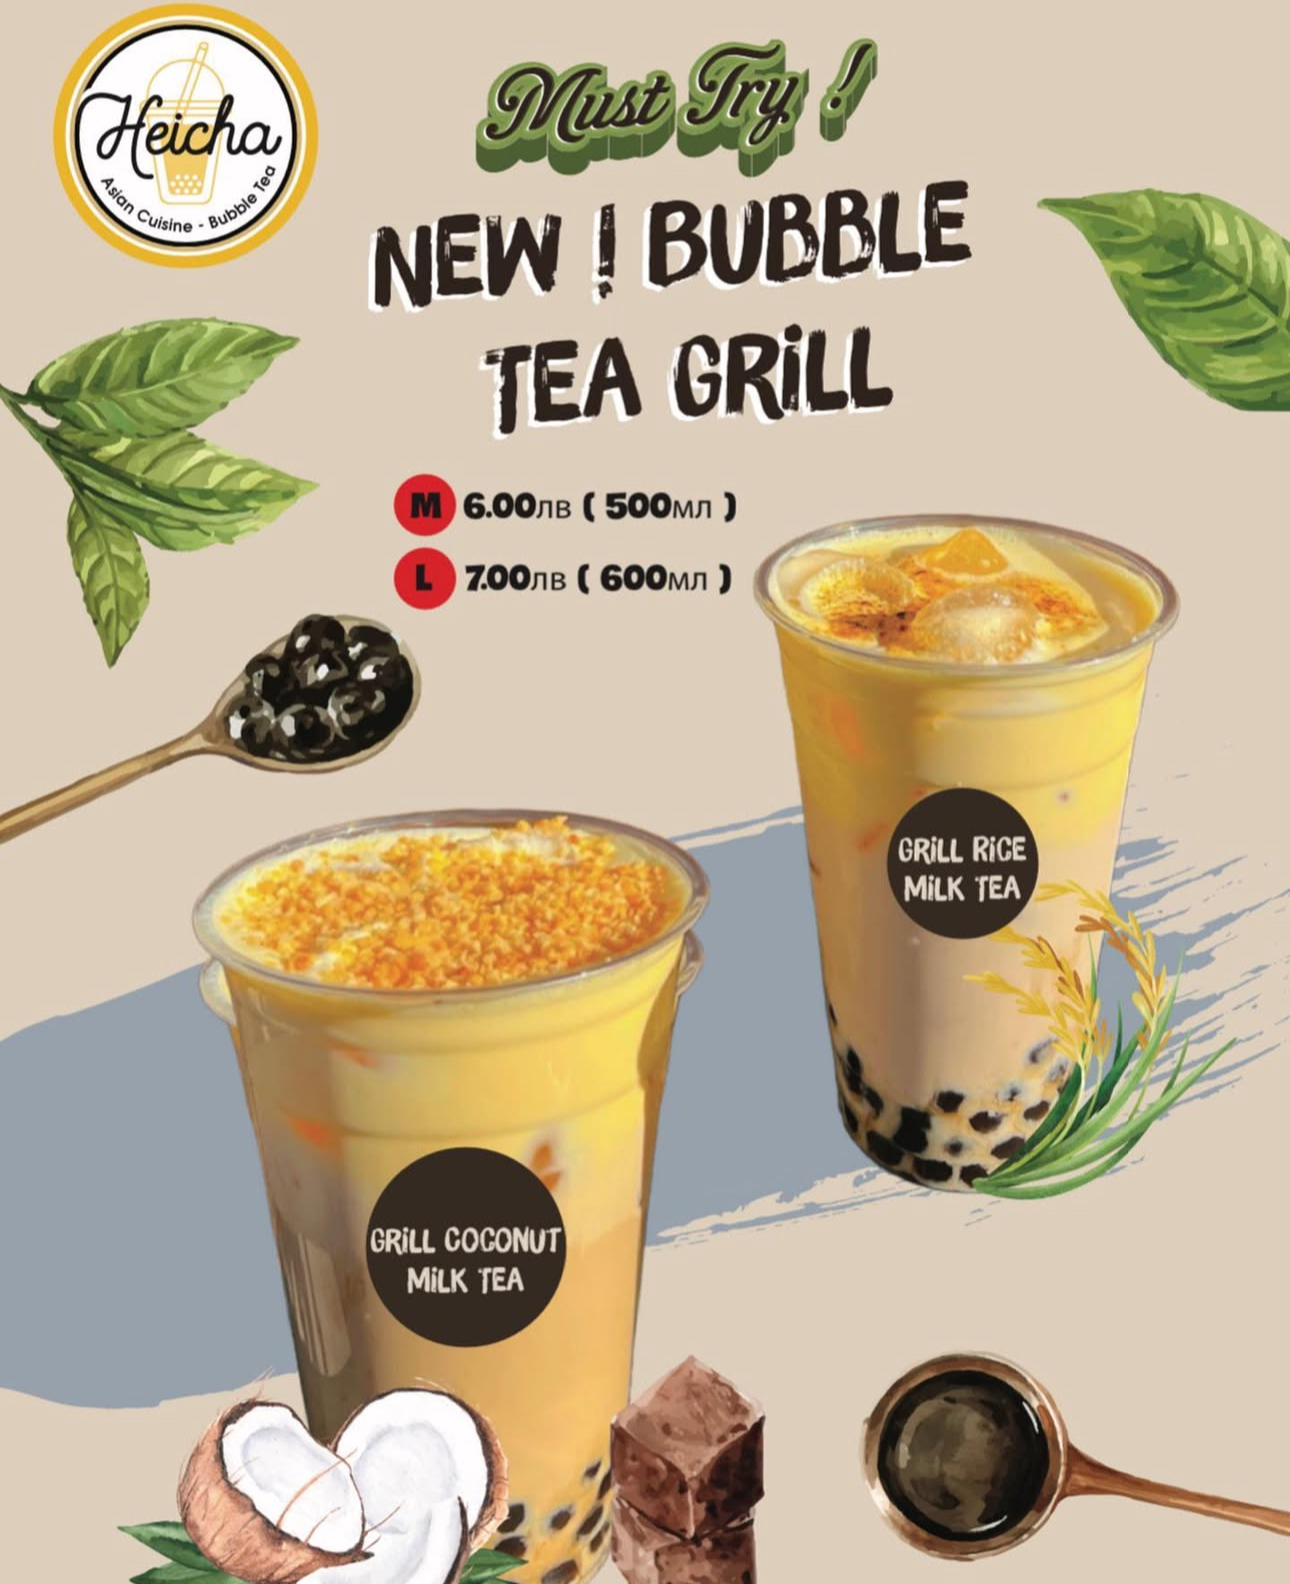 Heicha
Asian Cuisine - Bubble Tea
Must Try !
NEW ! BUBBLE
TEA GRiLL
M 6.00лв ( 500мл )
L 7.00лв ( 600мл )
GRiLL RiCE
MiLK TEA
GRiLL COCONUT
MiLK TEA